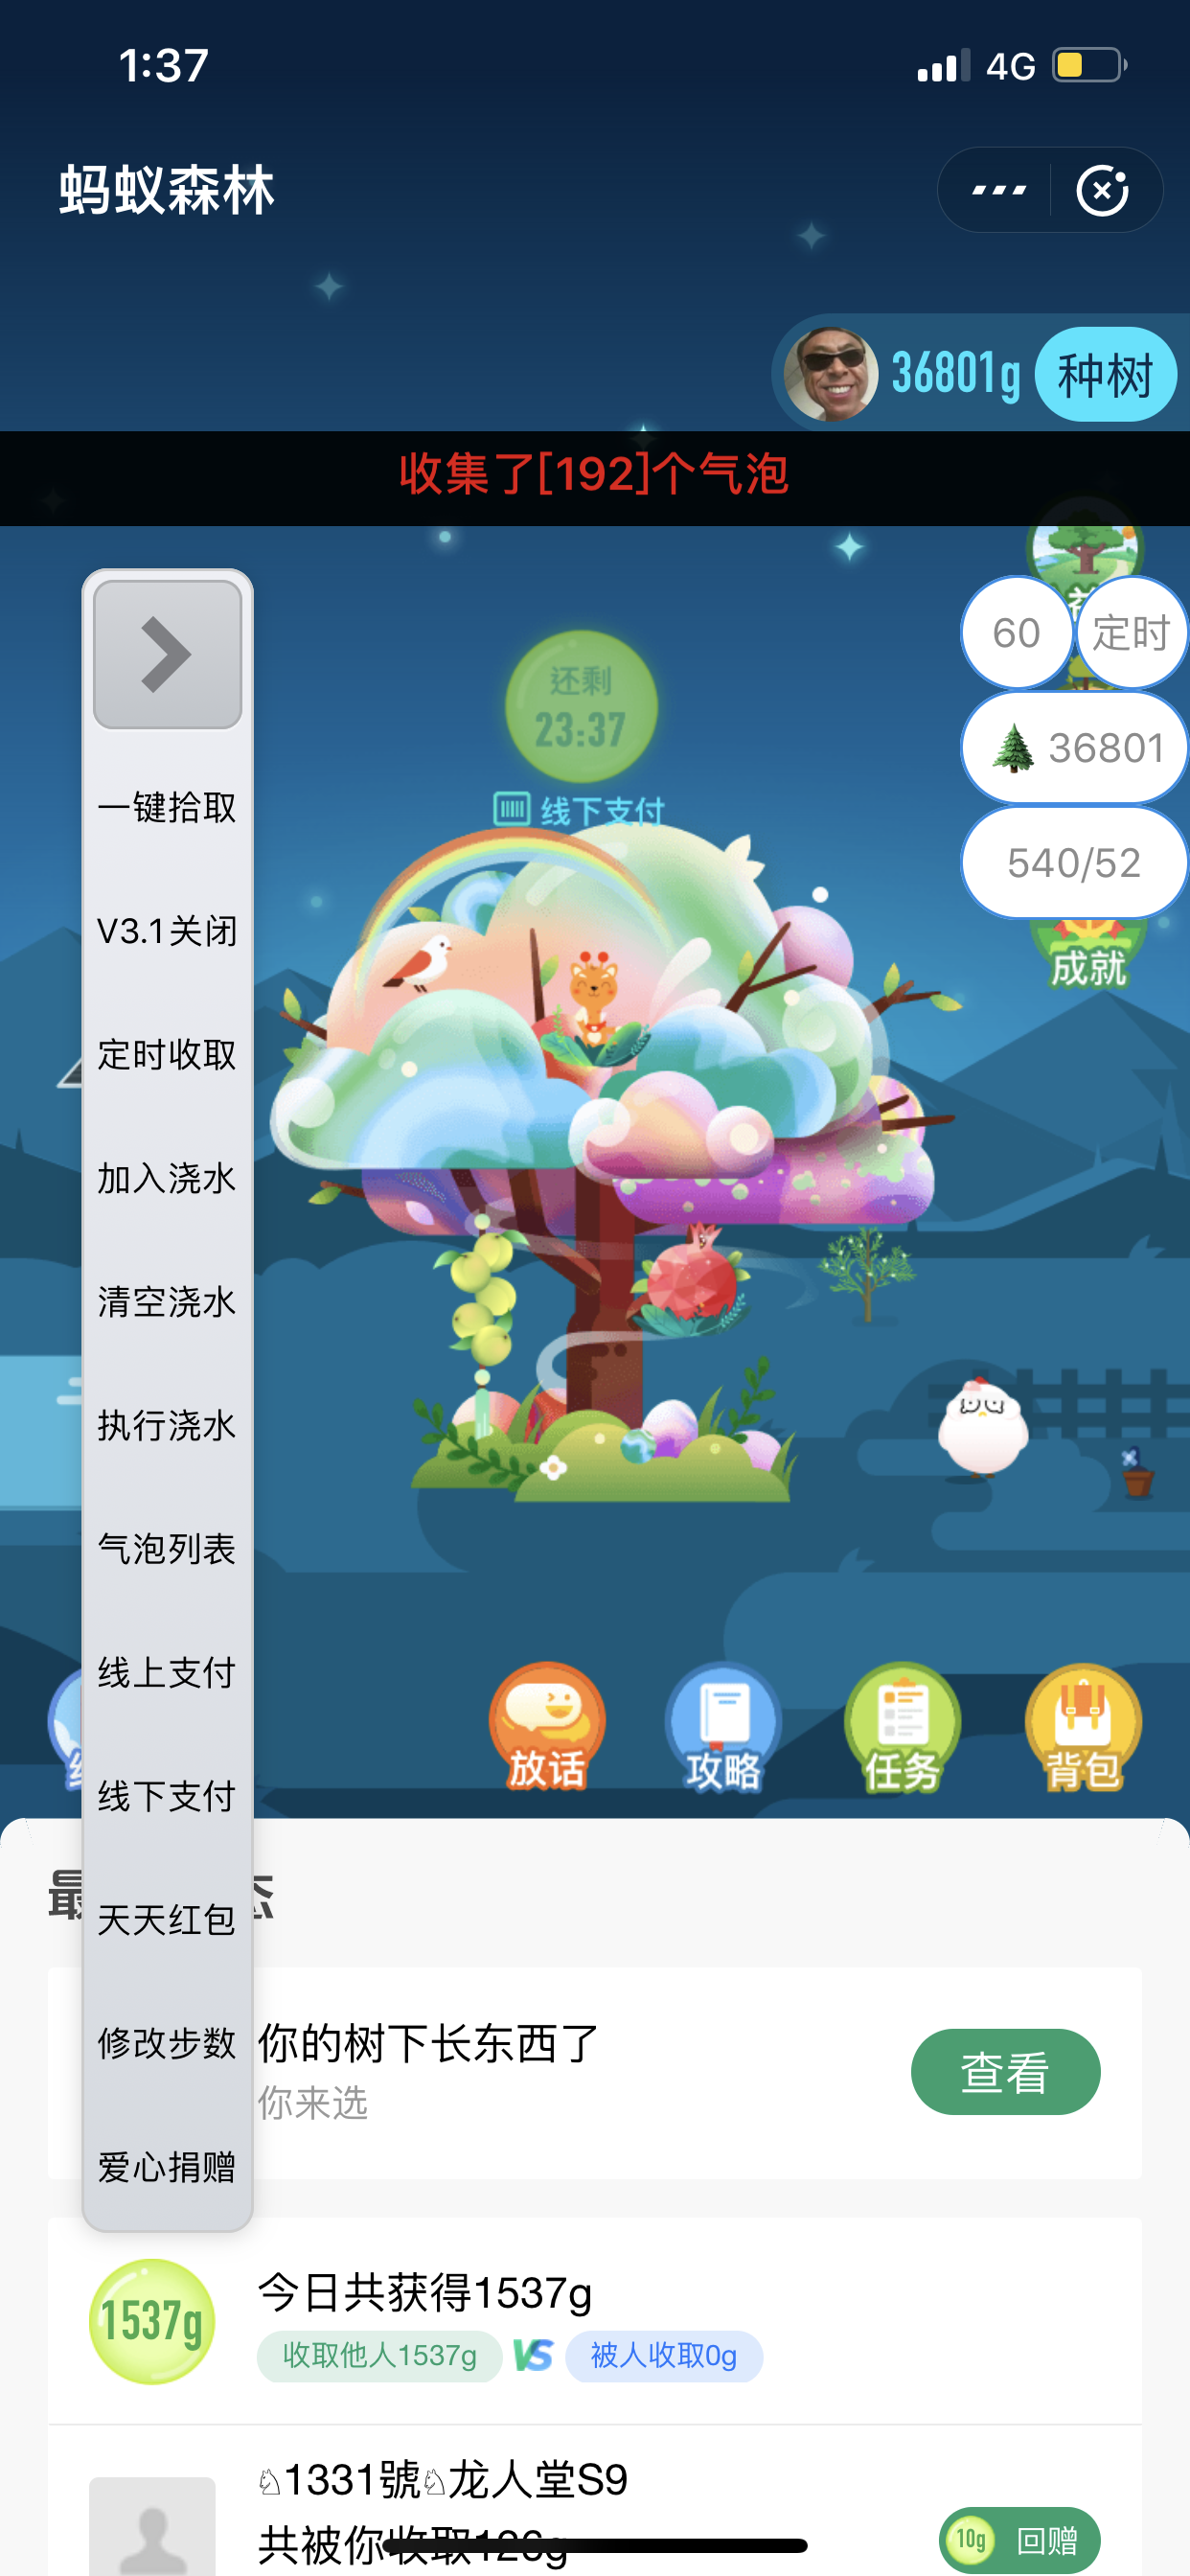 1:37
4G
蚂蚁森林
36801g
种树
收集了[192]个气泡
60
定时
还剩
23:37
36801
线下支付
一键拾取
540/52
V3.1关闭
成就
定时收取
加入浇水
清空浇水
执行浇水
气泡列表
线上支付
放话
攻略
任务
背包
线下支付
天天红包
你的树下长东西了
修改步数
查看
你来选
爱心捐赠
1537g
今日共获得1537g
收取他人1537g
VS
被人收取0g
♘1331號♘龙人堂S9
共被你收取126g
10g
回赠